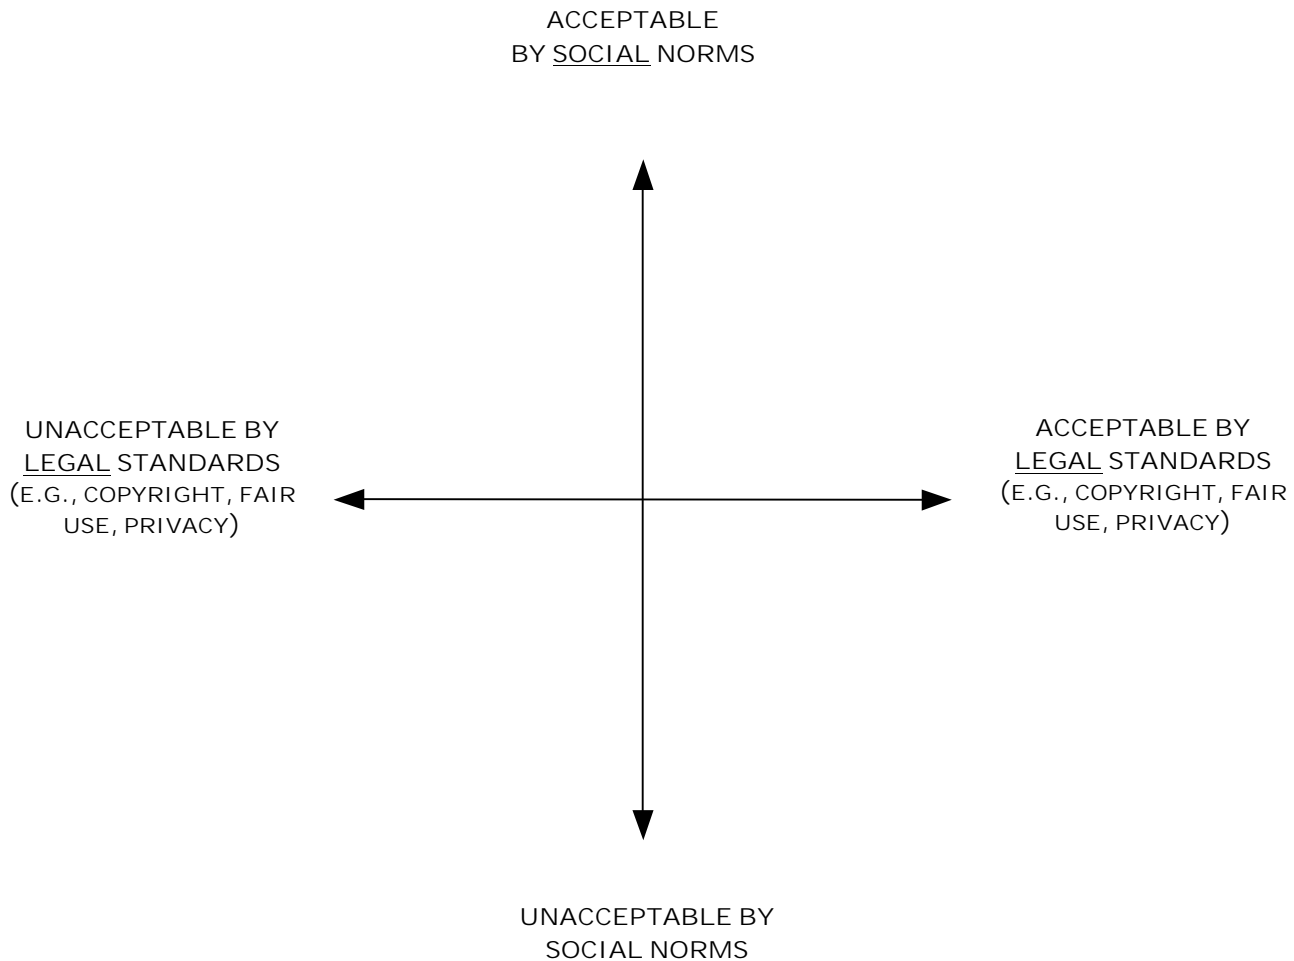 ACCEPTABLE
BY SOCIAL NORMS
UNACCEPTABLE BY
LEGAL STANDARDS
(E.G., COPYRIGHT, FAIR
USE, PRIVACY)
ACCEPTABLE BY
LEGAL STANDARDS
(E.G., COPYRIGHT, FAIR
USE, PRIVACY)
UNACCEPTABLE BY
SOCIAL NORMS